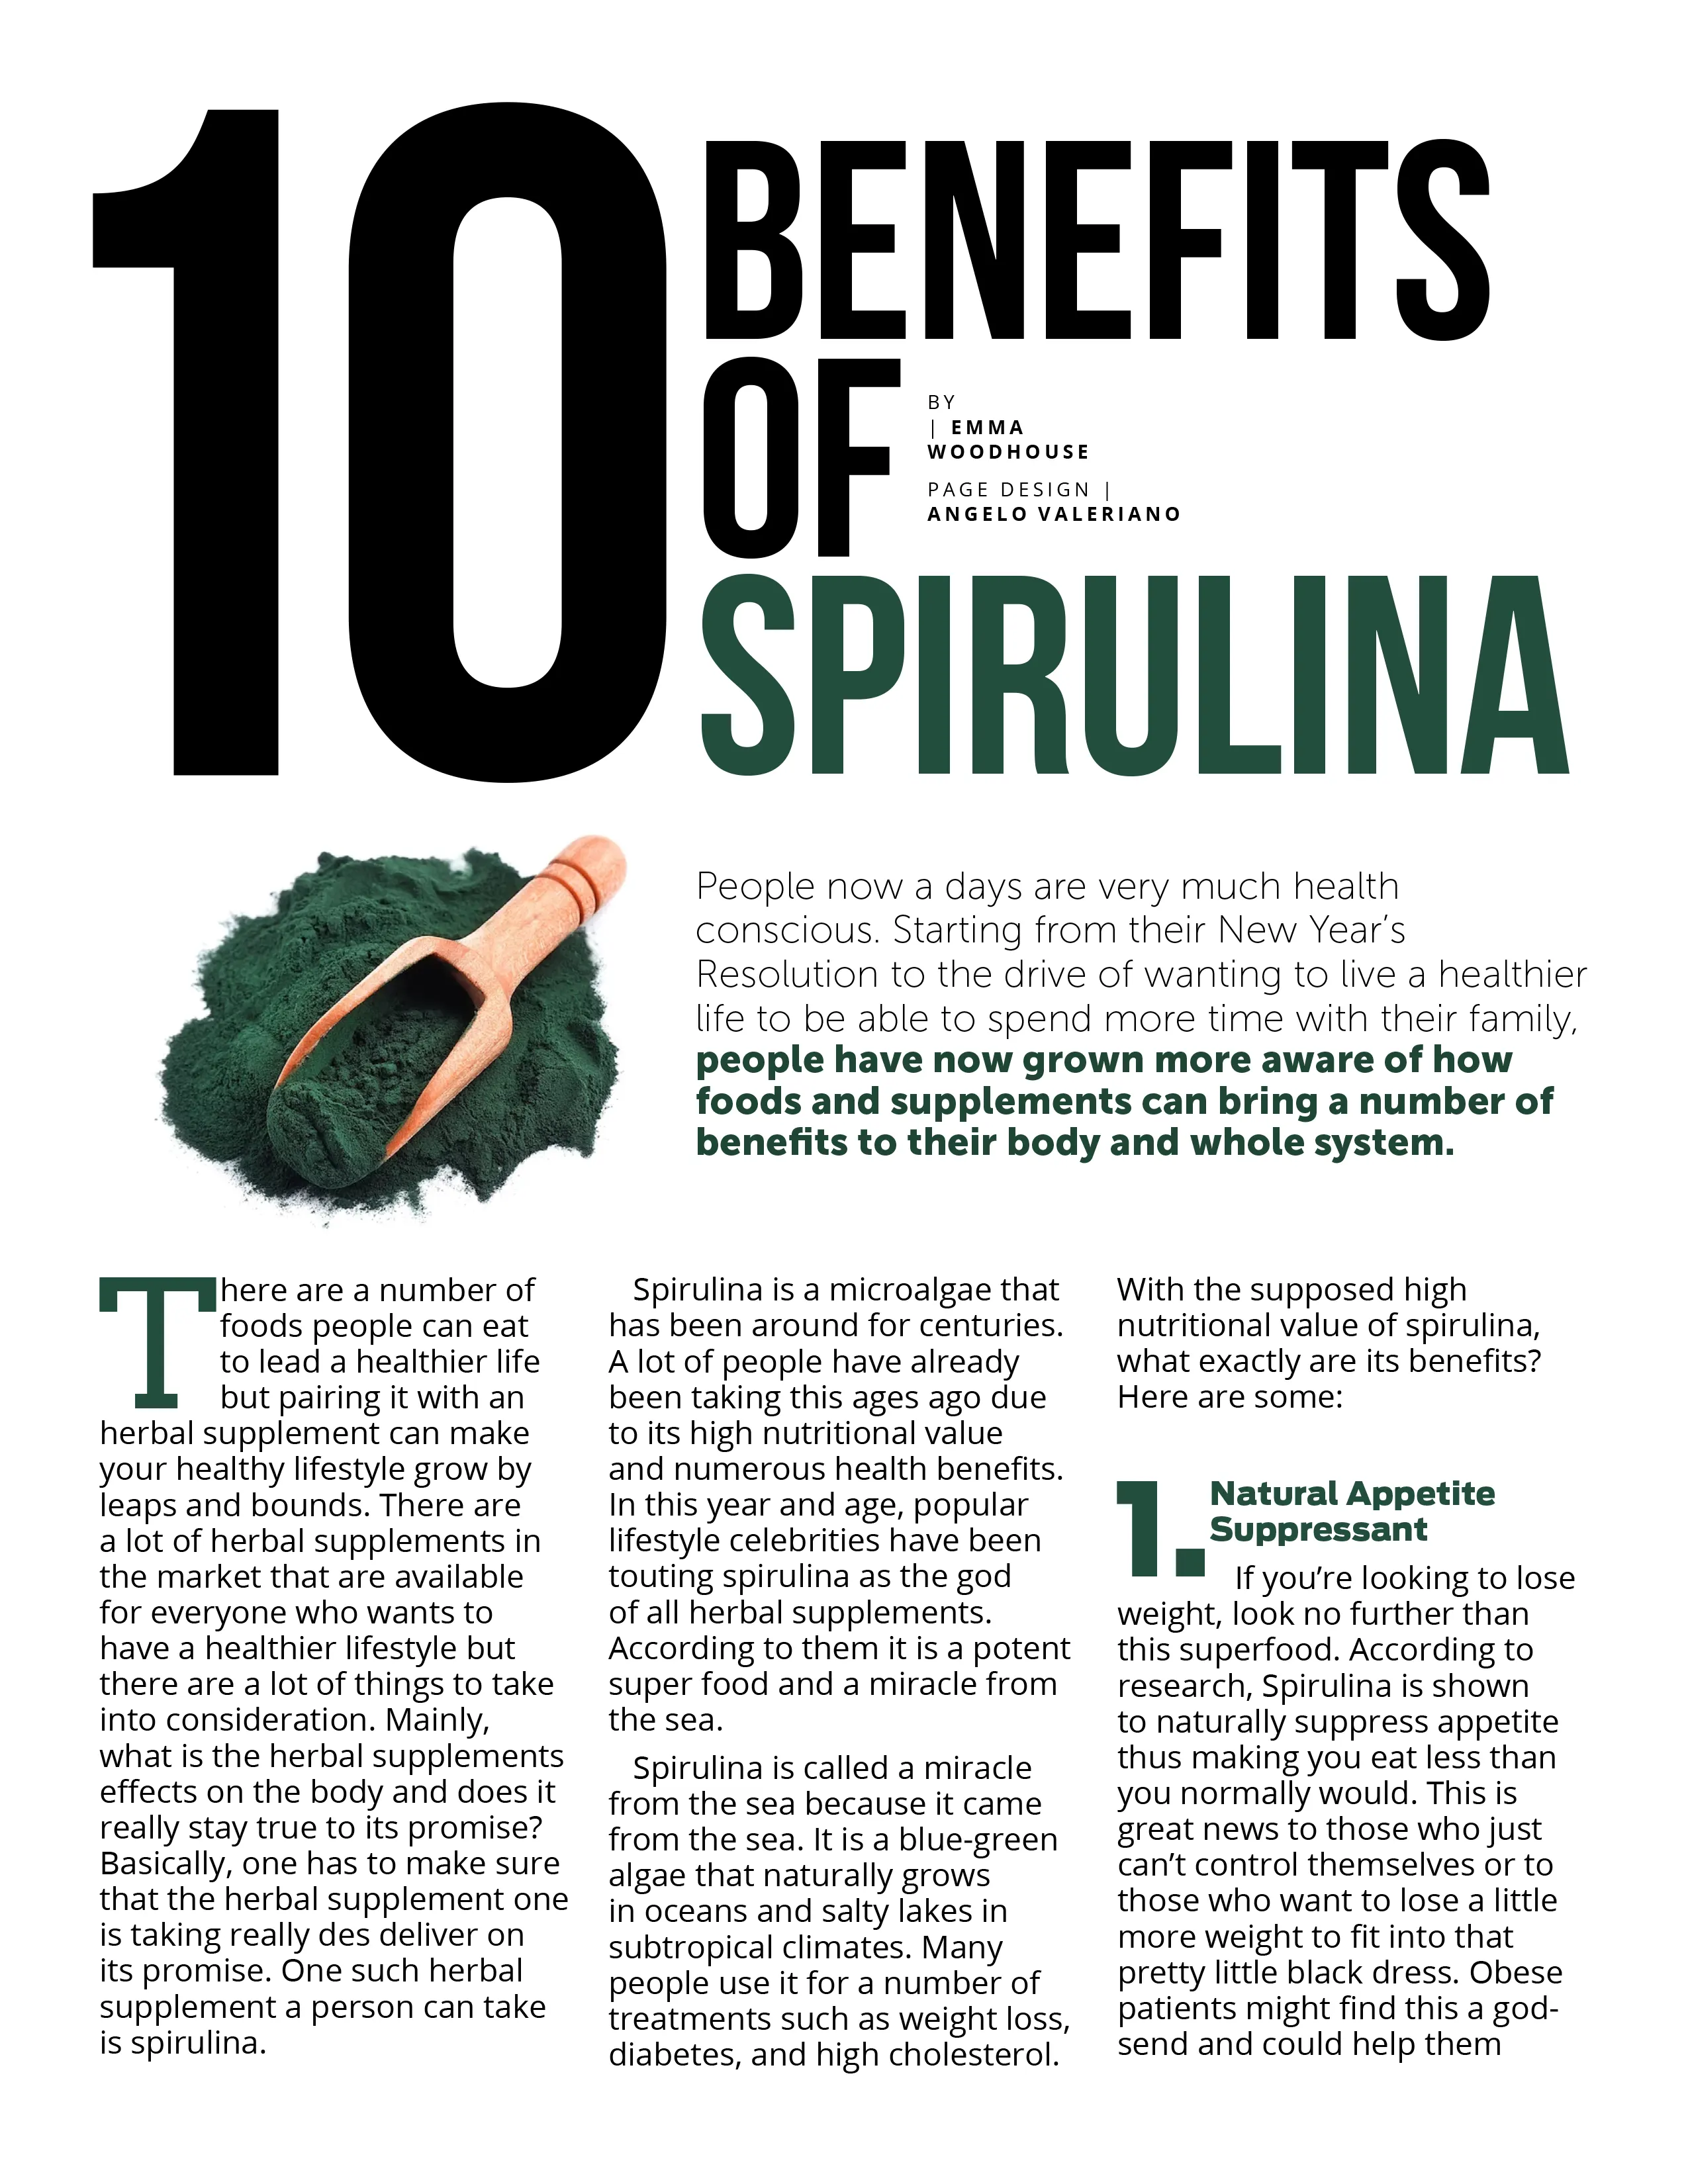 10 BENEFITS
OF
SPIRULINA
BY
| EMMA
WOODHOUSE
PAGE DESIGN |
ANGELO VALERIANO
People now a days are very much health
conscious. Starting from their New Year’s
Resolution to the drive of wanting to live a healthier
life to be able to spend more time with their family,
people have now grown more aware of how
foods and supplements can bring a number of
benefits to their body and whole system.
There are a number of
foods people can eat
to lead a healthier life
but pairing it with an
herbal supplement can make
your healthy lifestyle grow by
leaps and bounds. There are
a lot of herbal supplements in
the market that are available
for everyone who wants to
have a healthier lifestyle but
there are a lot of things to take
into consideration. Mainly,
what is the herbal supplements
effects on the body and does it
really stay true to its promise?
Basically, one has to make sure
that the herbal supplement one
is taking really des deliver on
its promise. One such herbal
supplement a person can take
is spirulina.
Spirulina is a microalgae that
has been around for centuries.
A lot of people have already
been taking this ages ago due
to its high nutritional value
and numerous health benefits.
In this year and age, popular
lifestyle celebrities have been
touting spirulina as the god
of all herbal supplements.
According to them it is a potent
super food and a miracle from
the sea.
Spirulina is called a miracle
from the sea because it came
from the sea. It is a blue-green
algae that naturally grows
in oceans and salty lakes in
subtropical climates. Many
people use it for a number of
treatments such as weight loss,
diabetes, and high cholesterol.
With the supposed high
nutritional value of spirulina,
what exactly are its benefits?
Here are some:
1. Natural Appetite
Suppressant
If you’re looking to lose
weight, look no further than
this superfood. According to
research, Spirulina is shown
to naturally suppress appetite
thus making you eat less than
you normally would. This is
great news to those who just
can’t control themselves or to
those who want to lose a little
more weight to fit into that
pretty little black dress. Obese
patients might find this a god-
send and could help them